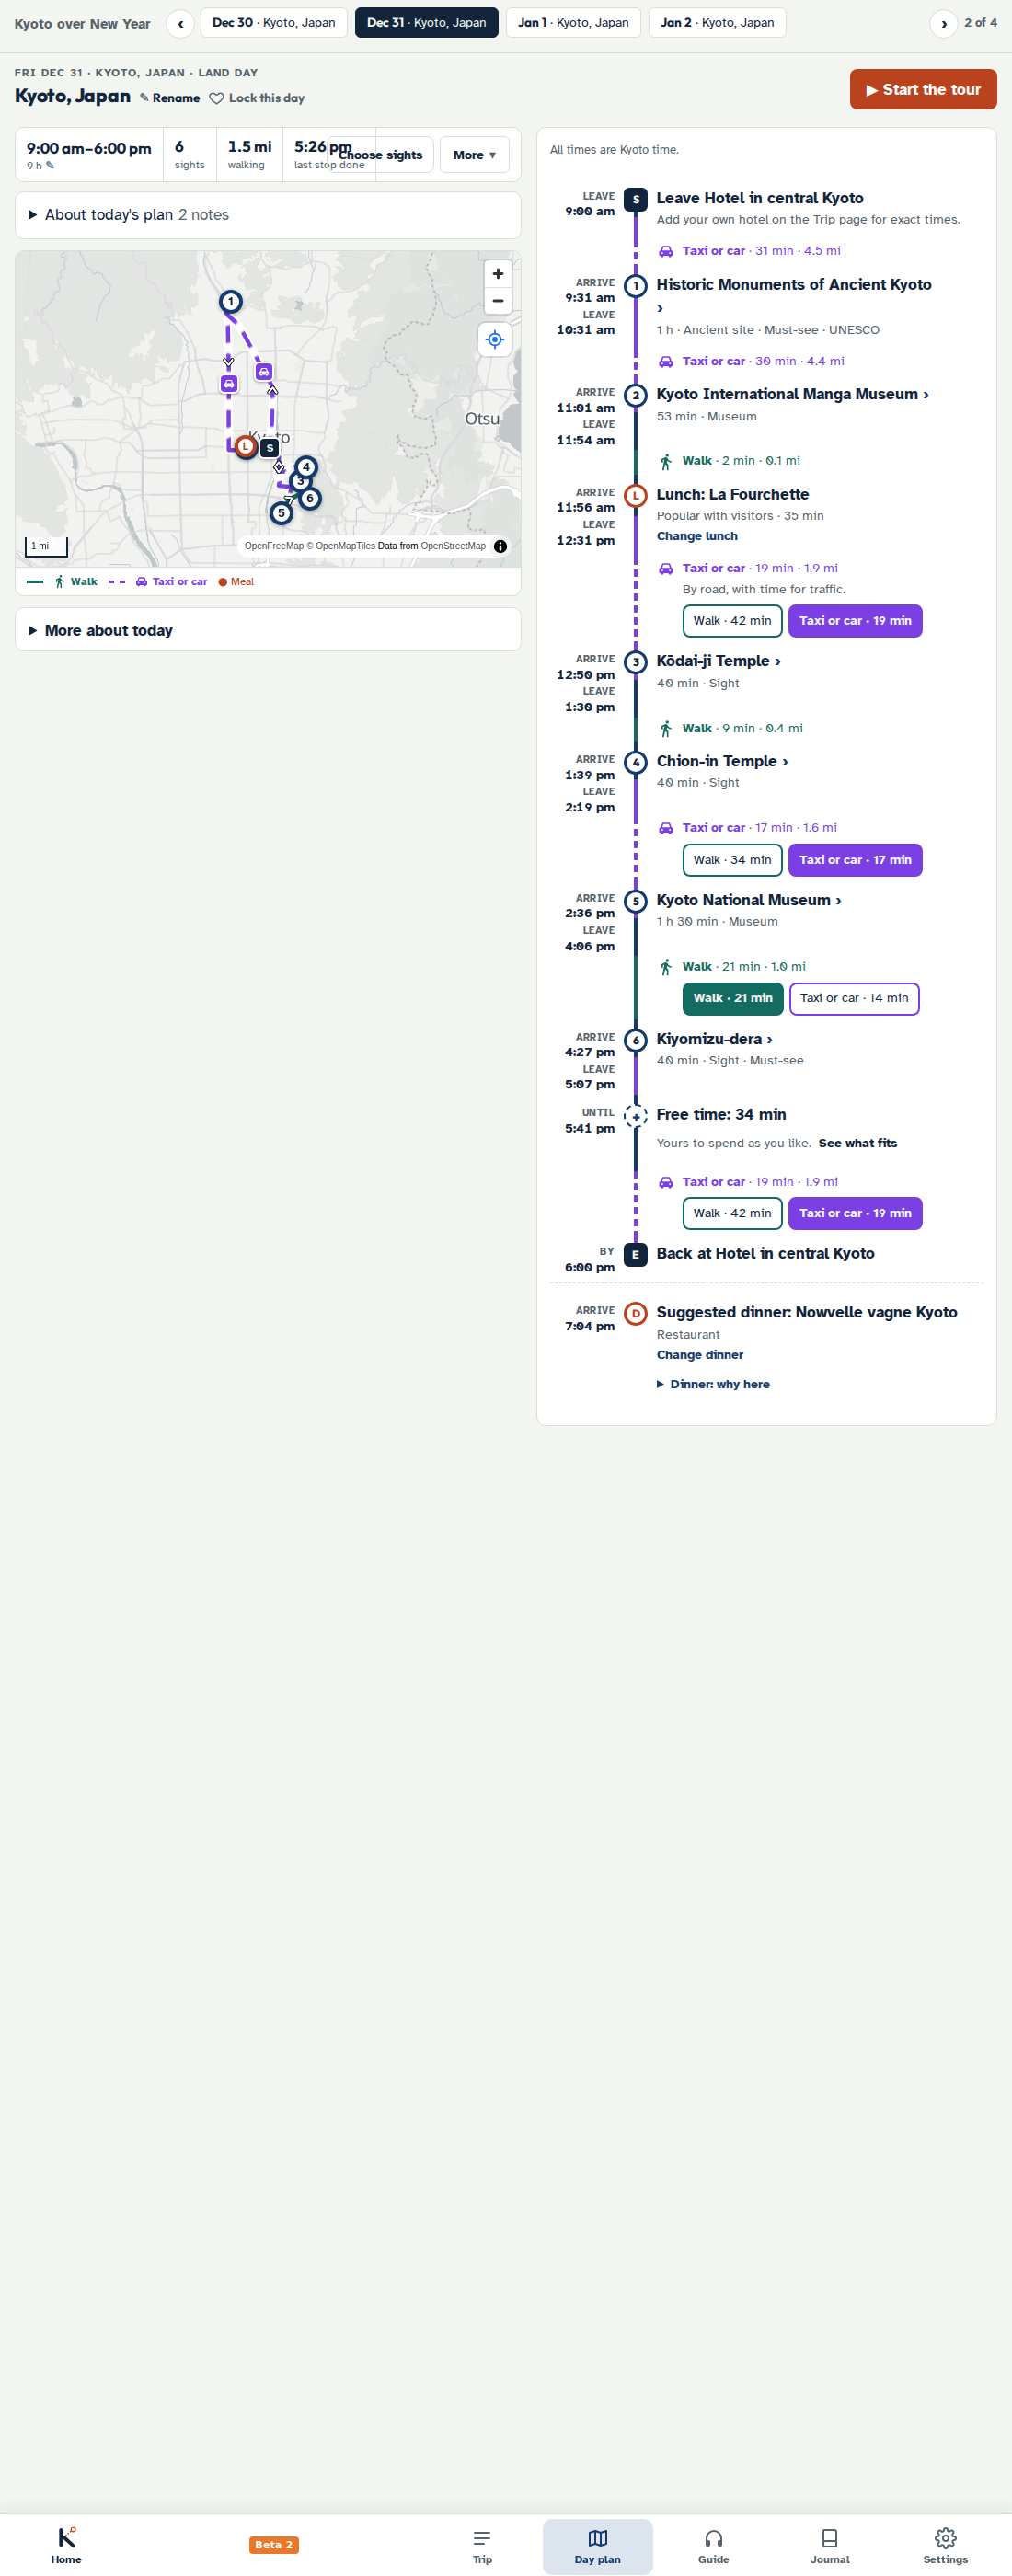 Kyoto over New Year
‹
Dec 30 · Kyoto, Japan
Dec 31 · Kyoto, Japan
Jan 1 · Kyoto, Japan
Jan 2 · Kyoto, Japan
›
2 of 4
FRI DEC 31 · KYOTO, JAPAN · LAND DAY
Kyoto, Japan ✎ Rename Lock this day
▶ Start the tour
9:00 am–6:00 pm
9 h ✎
6
sights
1.5 mi
walking
5:26 pm
last stop done
Choose sights
More ▾
▶ About today's plan 2 notes
1
Kyoto
L
S
4
3
6
5
Otsu
+
−
1 mi
OpenFreeMap © OpenMapTiles Data from OpenStreetMap
Walk
Taxi or car
Meal
▶ More about today
All times are Kyoto time.
LEAVE
9:00 am
S
Leave Hotel in central Kyoto
Add your own hotel on the Trip page for exact times.
Taxi or car · 31 min · 4.5 mi
ARRIVE
9:31 am
LEAVE
10:31 am
1
Historic Monuments of Ancient Kyoto
›
1 h · Ancient site · Must-see · UNESCO
Taxi or car · 30 min · 4.4 mi
ARRIVE
11:01 am
LEAVE
11:54 am
2
Kyoto International Manga Museum ›
53 min · Museum
Walk · 2 min · 0.1 mi
ARRIVE
11:56 am
LEAVE
12:31 pm
L
Lunch: La Fourchette
Popular with visitors · 35 min
Change lunch
Taxi or car · 19 min · 1.9 mi
By road, with time for traffic.
Walk · 42 min
Taxi or car · 19 min
ARRIVE
12:50 pm
LEAVE
1:30 pm
3
Kōdai-ji Temple ›
40 min · Sight
Walk · 9 min · 0.4 mi
ARRIVE
1:39 pm
LEAVE
2:19 pm
4
Chion-in Temple ›
40 min · Sight
Taxi or car · 17 min · 1.6 mi
Walk · 34 min
Taxi or car · 17 min
ARRIVE
2:36 pm
LEAVE
4:06 pm
5
Kyoto National Museum ›
1 h 30 min · Museum
Walk · 21 min · 1.0 mi
Walk · 21 min
Taxi or car · 14 min
ARRIVE
4:27 pm
LEAVE
5:07 pm
6
Kiyomizu-dera ›
40 min · Sight · Must-see
UNTIL
5:41 pm
+
Free time: 34 min
Yours to spend as you like. See what fits
Taxi or car · 19 min · 1.9 mi
Walk · 42 min
Taxi or car · 19 min
BY
6:00 pm
E
Back at Hotel in central Kyoto
ARRIVE
7:04 pm
D
Suggested dinner: Nowvelle vagne Kyoto
Restaurant
Change dinner
▶ Dinner: why here
Home
Beta 2
Trip
Day plan
Guide
Journal
Settings